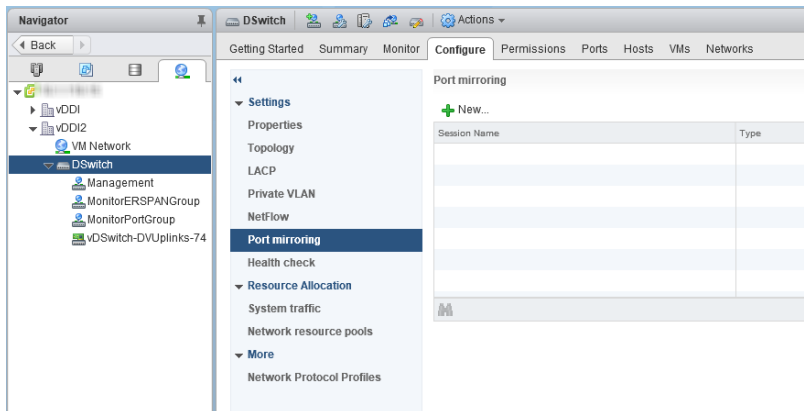 Navigator
Back
vDDI
vDDI2
VM Network
DSwitch
Management
MonitorERSPANGroup
MonitorPortGroup
vDSwitch-DVUplinks-74
DSwitch
Actions
Getting Started Summary Monitor Configure Permissions Ports Hosts VMs Networks
Settings
Properties
Topology
LACP
Private VLAN
NetFlow
Port mirroring
Health check
Resource Allocation
System traffic
Network resource pools
More
Network Protocol Profiles
Port mirroring
New...
Session Name Type